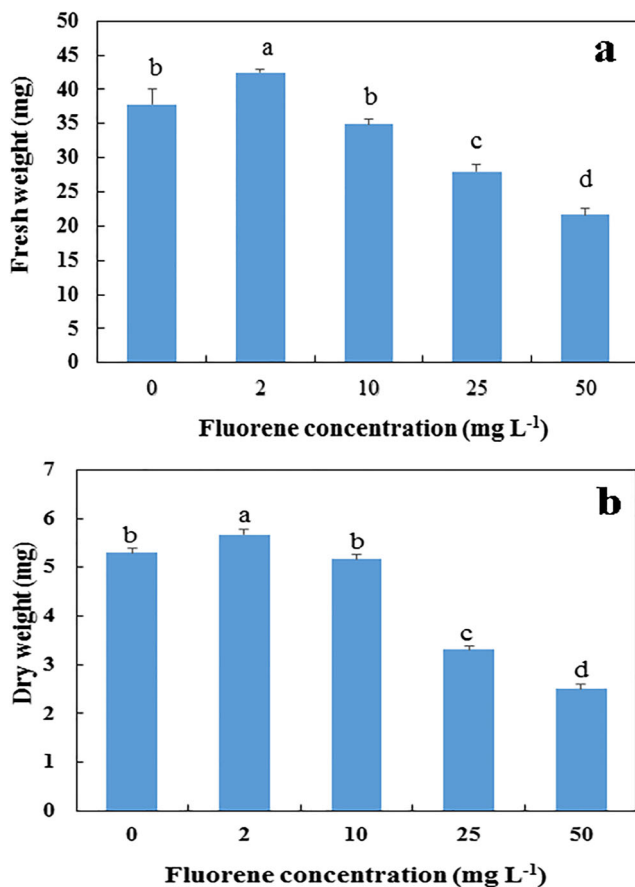 50
a
45
a
b
40
b
35
c
30
d
25
20
15
10
5
0
Fresh weight (mg)
0 2 10 25 50
Fluorene concentration (mg L-1)
7
b
6
a
b
b
5
4
c
3
d
2
1
0
Dry weight (mg)
0 2 10 25 50
Fluorene concentration (mg L-1)